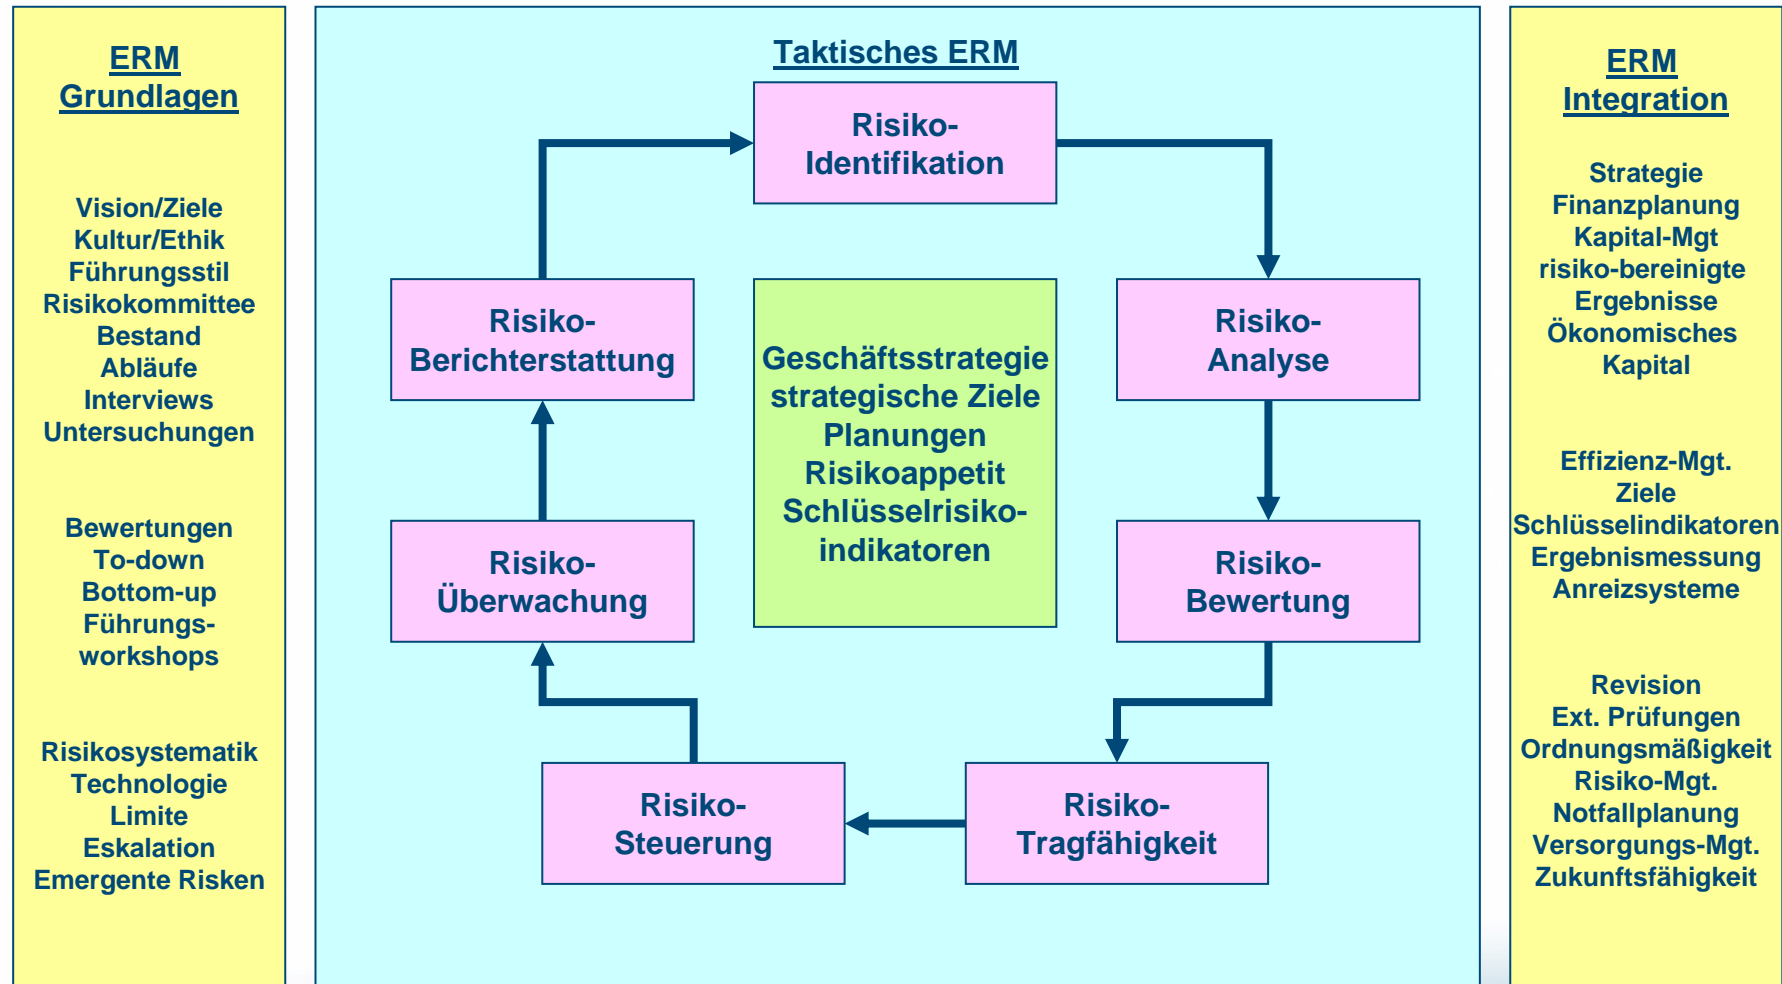 ERM
Grundlagen
Vision/Ziele
Kultur/Ethik
Führungsstil
Risikokommittee
Bestand
Abläufe
Interviews
Untersuchungen
Bewertungen
To-down
Bottom-up
Führungs-
workshops
Risikosystematik
Technologie
Limite
Eskalation
Emergente Risken
Taktisches ERM
Risiko-
Identifikation
Risiko-
Analyse
Risiko-
Bewertung
Risiko-
Tragfähigkeit
Risiko-
Steuerung
Risiko-
Überwachung
Risiko-
Berichterstattung
Geschäftsstrategie
strategische Ziele
Planungen
Risikoappetit
Schlüsselrisiko-
indikatoren
ERM
Integration
Strategie
Finanzplanung
Kapital-Mgt
risiko-bereinigte
Ergebnisse
Ökonomisches
Kapital
Effizienz-Mgt.
Ziele
Schlüsselindikatoren
Ergebnismessung
Anreizsysteme
Revision
Ext. Prüfungen
Ordnungsmäßigkeit
Risiko-Mgt.
Notfallplanung
Versorgungs-Mgt.
Zukunftsfähigkeit